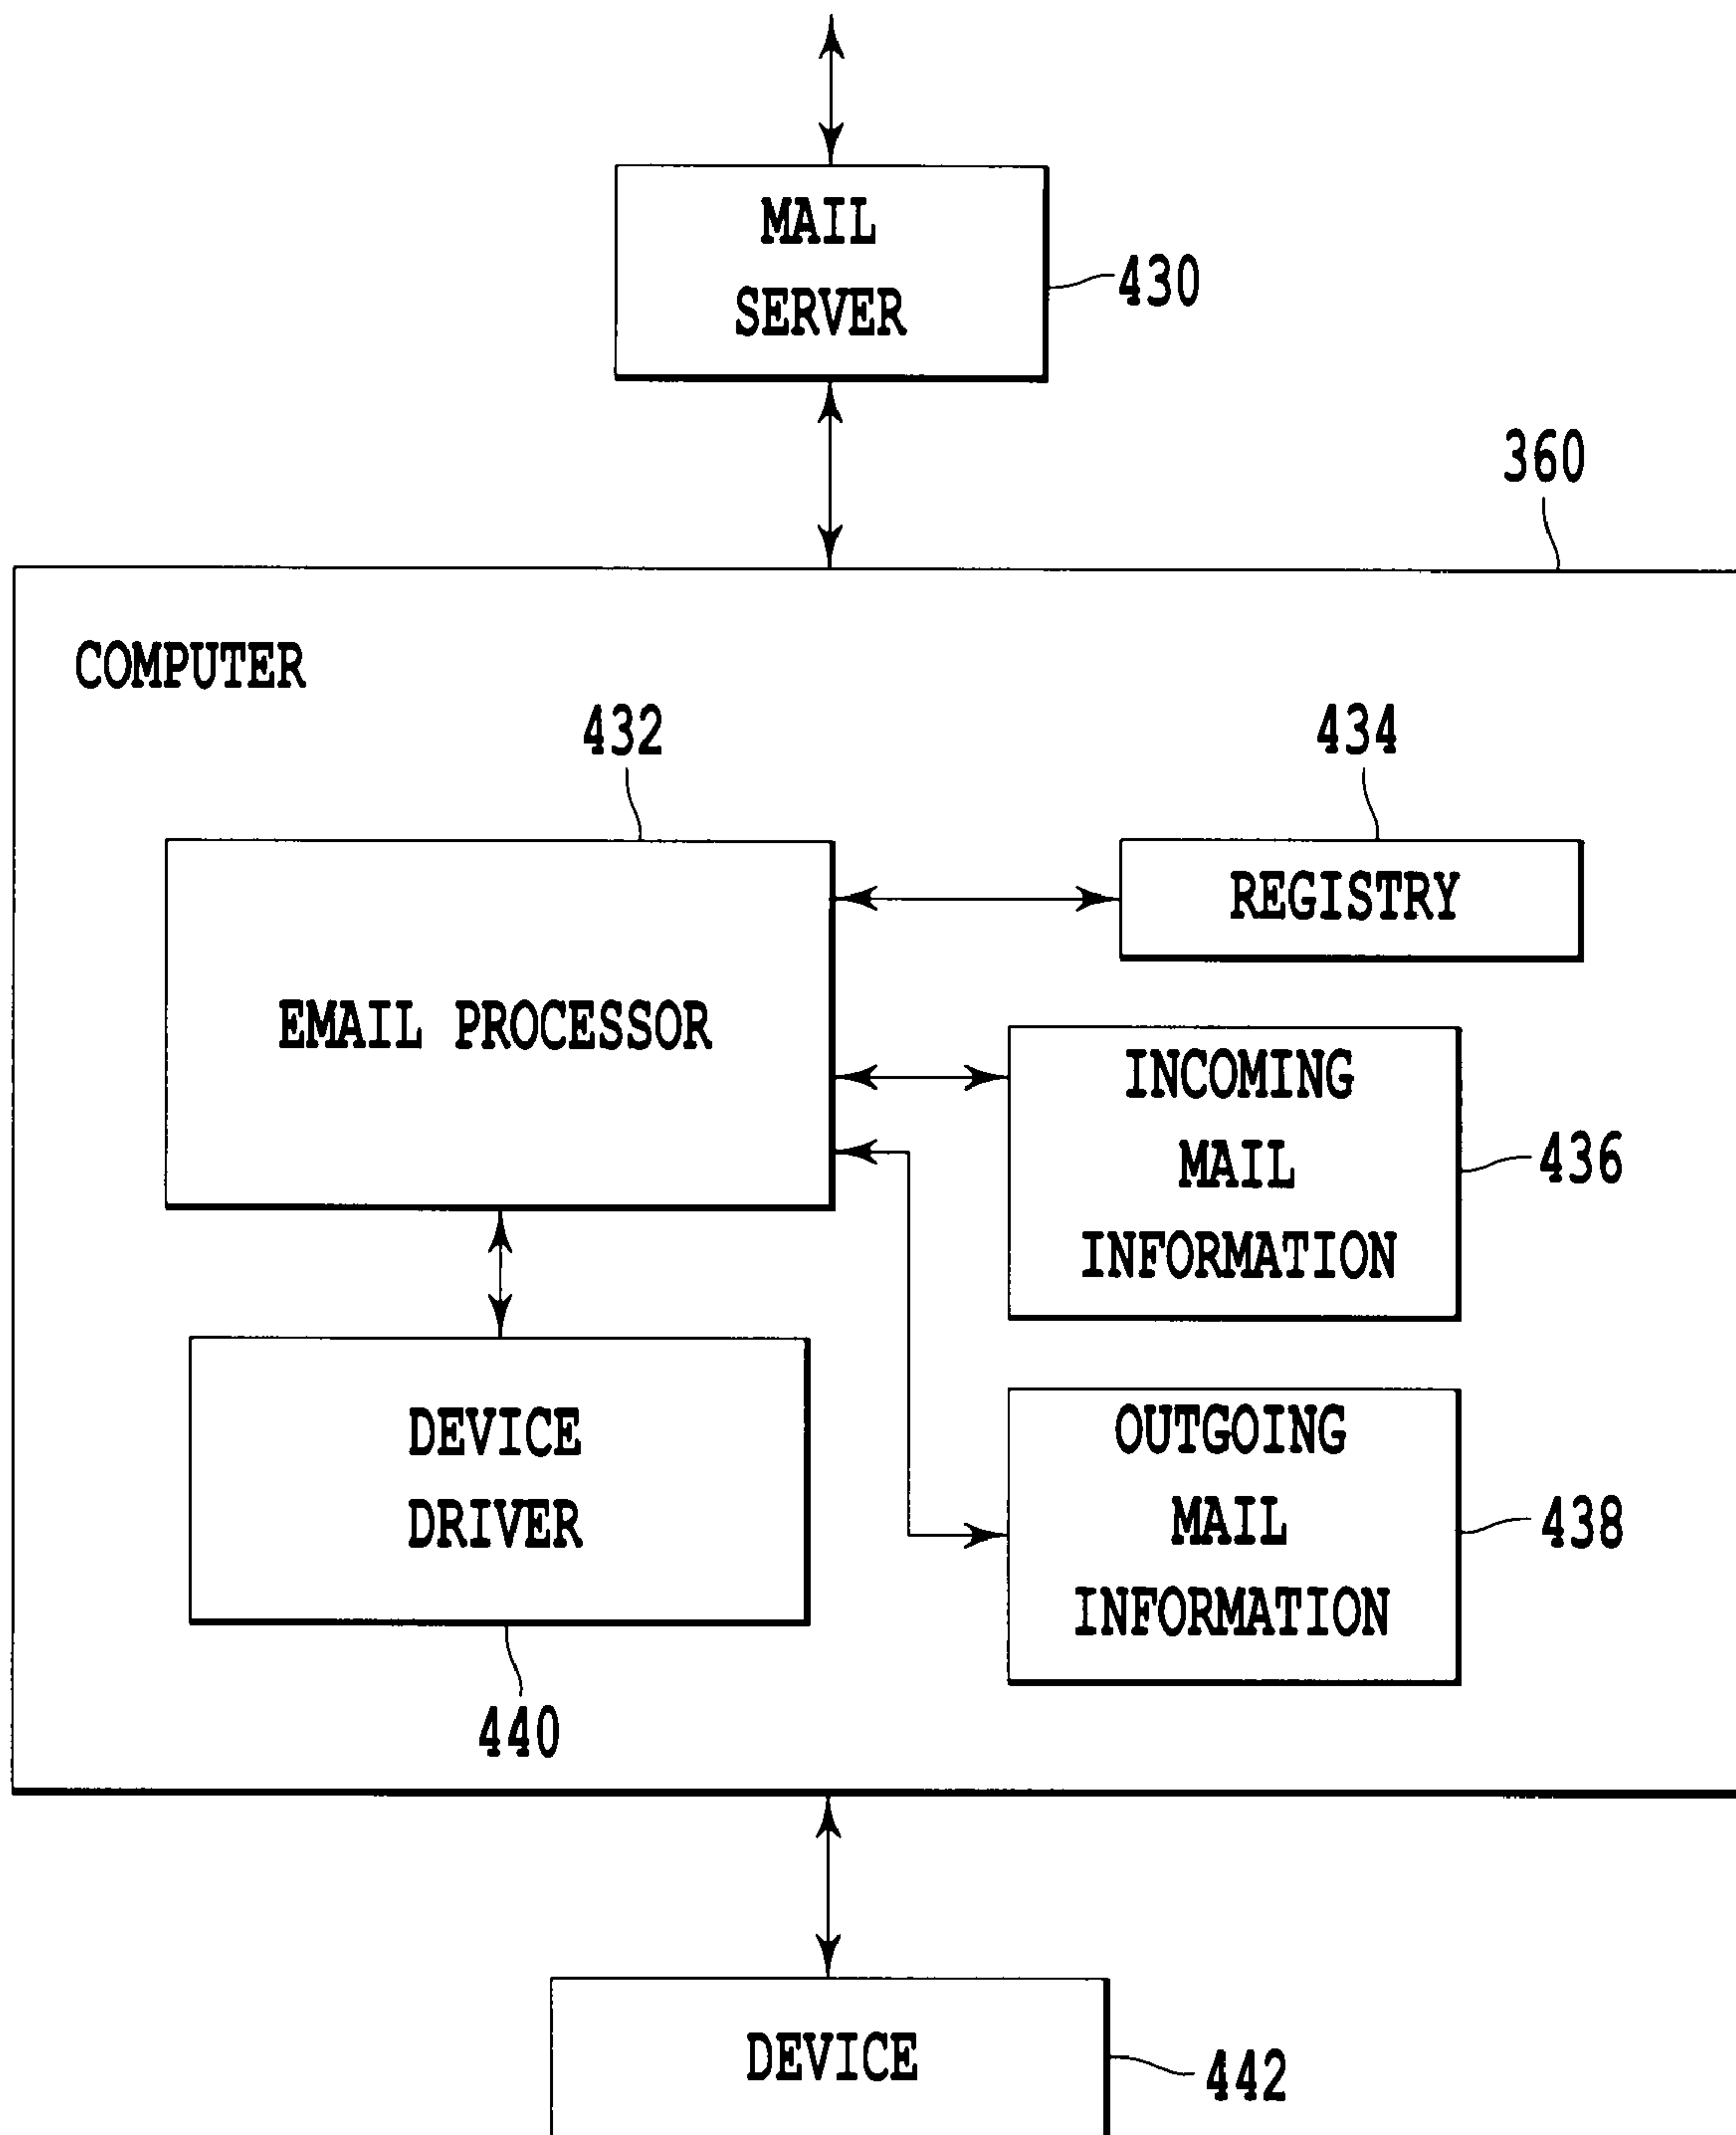 MAIL
SERVER
430
360
COMPUTER
432
434
REGISTRY
EMAIL PROCESSOR
INCOMING
MAIL
INFORMATION
436
DEVICE
DRIVER
OUTGOING
MAIL
INFORMATION
438
440
DEVICE
442